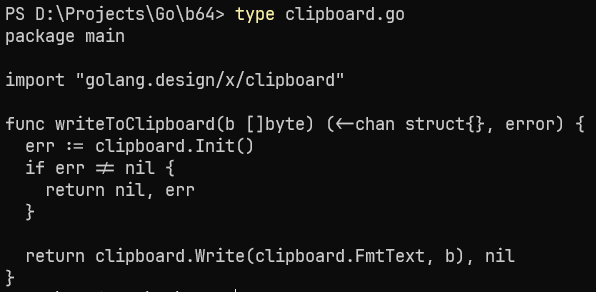 PS D:\Projects\Go\b64> type clipboard.go
package main

import "golang.design/x/clipboard"

func writeToClipboard(b []byte) (<-chan struct{}, error) {
  err := clipboard.Init()
  if err != nil {
    return nil, err
  }

  return clipboard.Write(clipboard.FmtText, b), nil
}